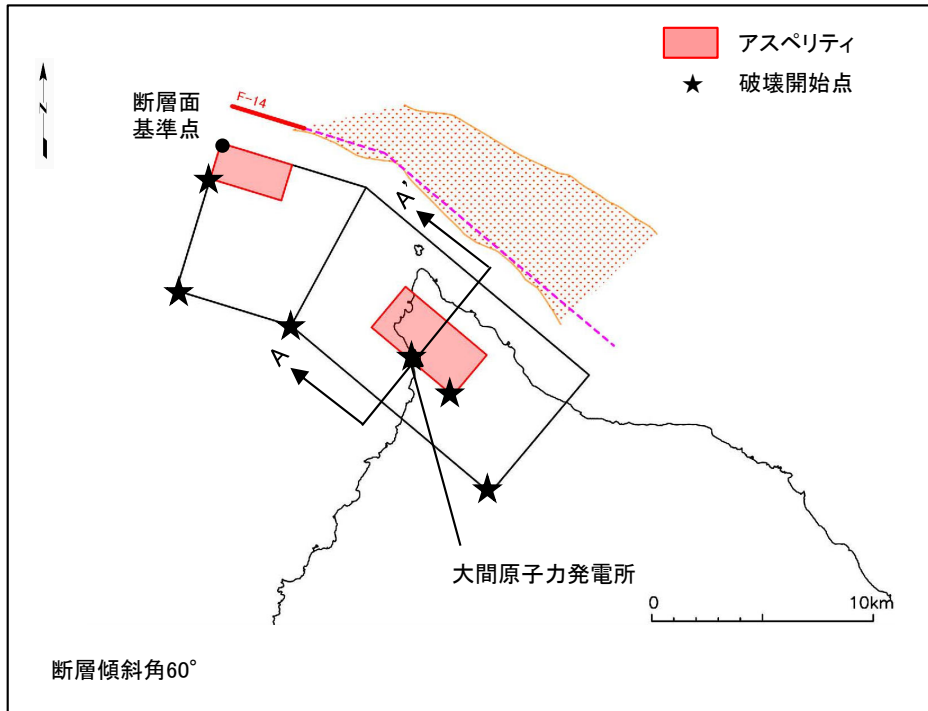 アスペリティ
破壊開始点
N
断層面
基準点
F-14
A'
A
大間原子力発電所
0
10km
断層傾斜角60°